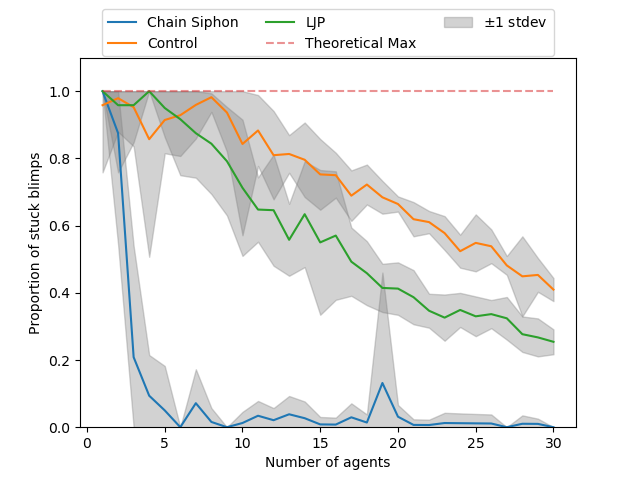 Chain Siphon
Control
LJP
Theoretical Max
±1 stdev
1.0
0.8
0.6
0.4
0.2
0.0
Proportion of stuck blimps
0 5 10 15 20 25 30
Number of agents